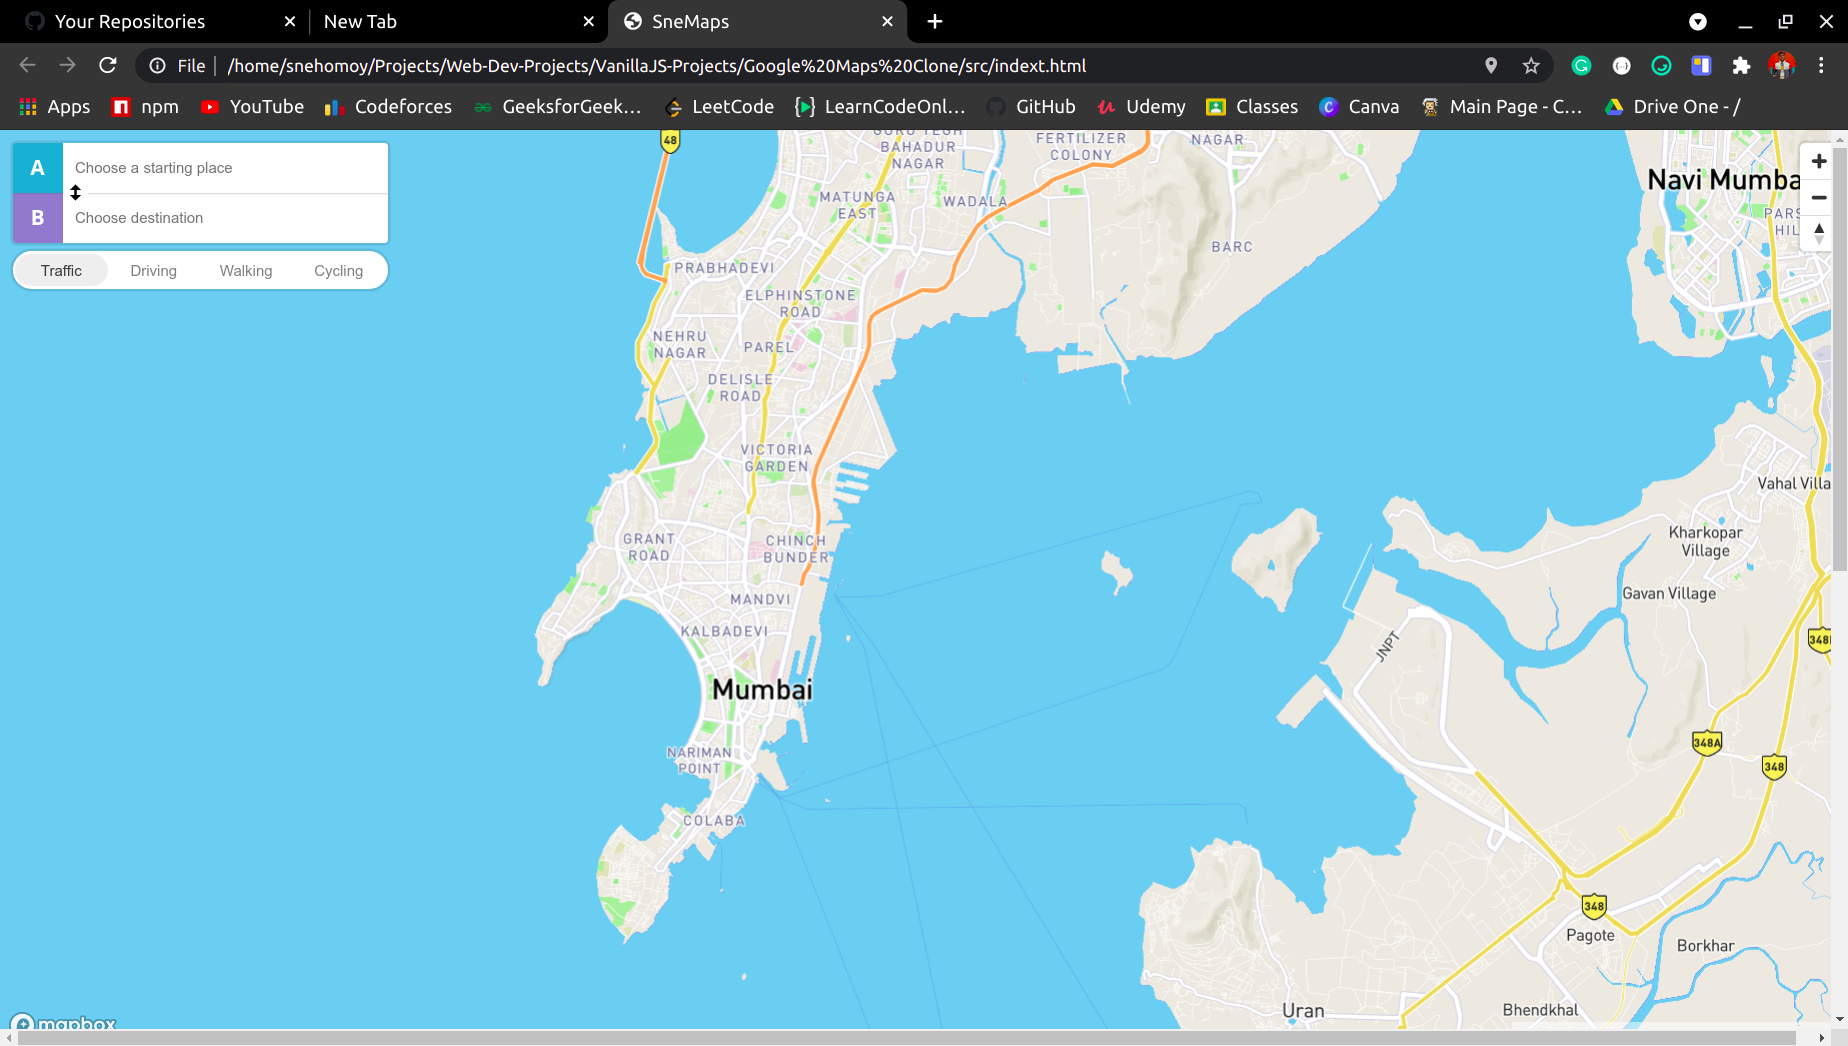 Your Repositories
New Tab
SneMaps
File
/home/snehomoy/Projects/Web-Dev-Projects/VanillaJS-Projects/Google%20Maps%20Clone/src/indext.html
Apps
npm
YouTube
Codeforces
GeeksforGeek...
LeetCode
LearnCodeOnl...
GitHub
Udemy
Classes
Canva
Main Page - C...
Drive One - /
A
Choose a starting place
B
Choose destination
Traffic
Driving
Walking
Cycling
48
GURU TEGH
BAHADUR
NAGAR
FERTILIZER
COLONY
NAGAR
Navi Mumba
MATUNGA
EAST
WADALA
PARS
HIL
BARC
PRABHADEVI
ELPHINSTONE
ROAD
NEHRU
NAGAR
PAREL
DELISLE
ROAD
VICTORIA
GARDEN
Vahal Villa
GRANT
ROAD
CHINCH
BUNDER
Kharkopar
Village
MANDVI
Gavan Village
KALBADEVI
JNPT
348
Mumbai
NARIMAN
POINT
348A
348
COLABA
348
Pagote
Borkhar
Uran
Bhendkhal
mapbox